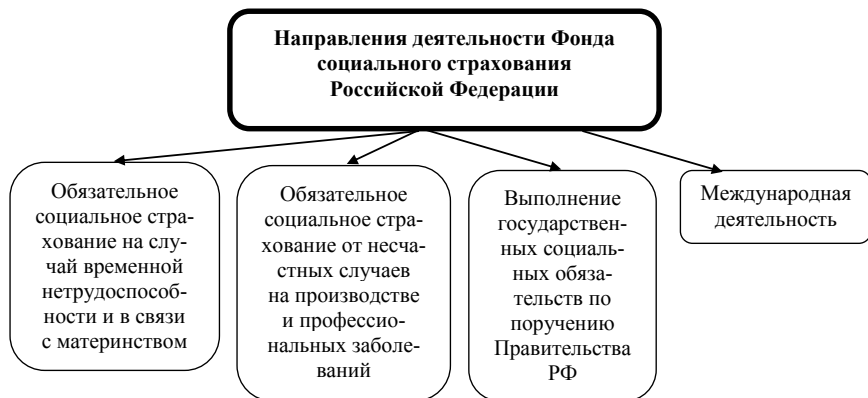 Направления деятельности Фонда
социального страхования
Российской Федерации
Обязательное
социальное стра-
хование на слу-
чай временной
нетрудоспособ-
ности и в связи
с материнством
Обязательное
социальное стра-
хование от несча-
стных случаев
на производстве
и профессио-
нальных заболе-
ваний
Выполнение
государствен-
ных социаль-
ных обяза-
тельств по
поручению
Правительства
РФ
Международная
деятельность